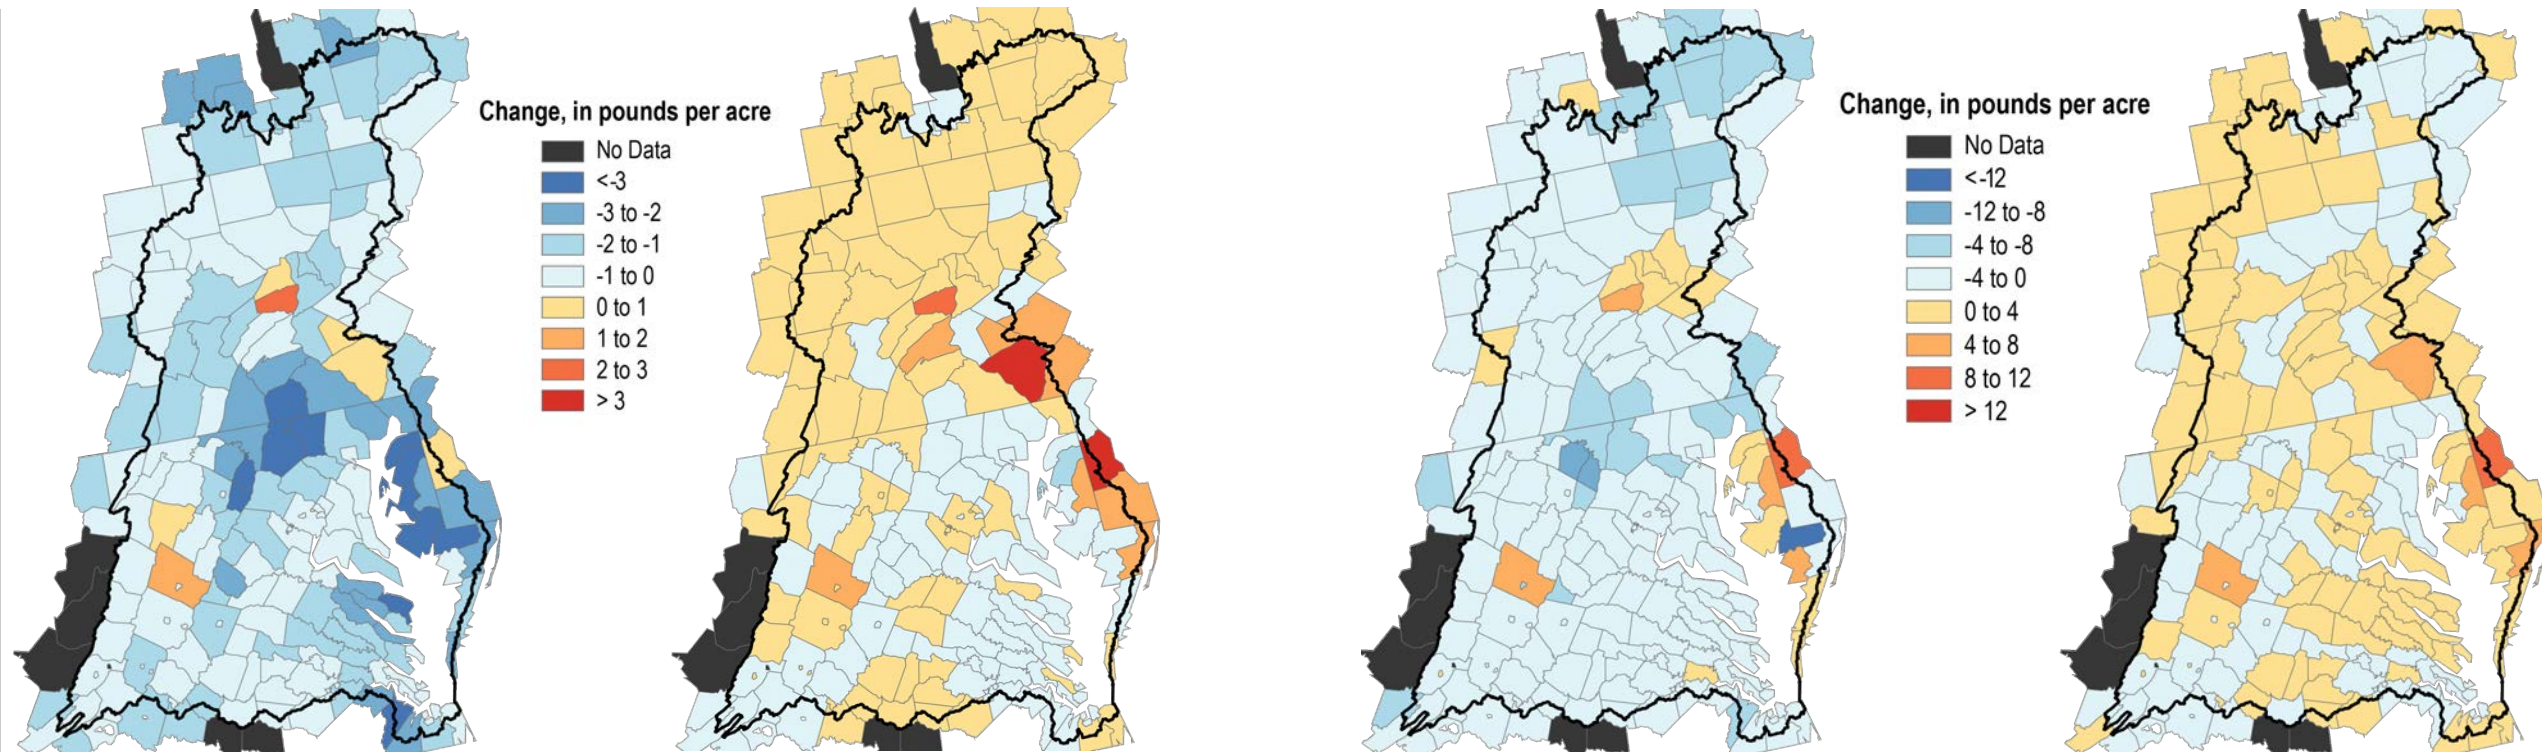 Change, in pounds per acre
No Data
<-3
-3 to -2
-2 to -1
-1 to 0
0 to 1
1 to 2
2 to 3
> 3
Change, in pounds per acre
No Data
<-12
-12 to -8
-4 to -8
-4 to 0
0 to 4
4 to 8
8 to 12
> 12